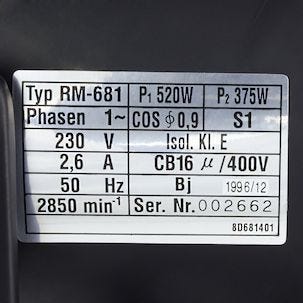 Typ RM-681 P1 520W P2 375W
Phasen 1~ COS ϕ 0,9 S1
230 V Isol. Kl. E
2,6 A CB16 µ/400V
50 Hz Bj 1996/12
2850 min⁻¹ Ser. Nr. 002662
8D681401